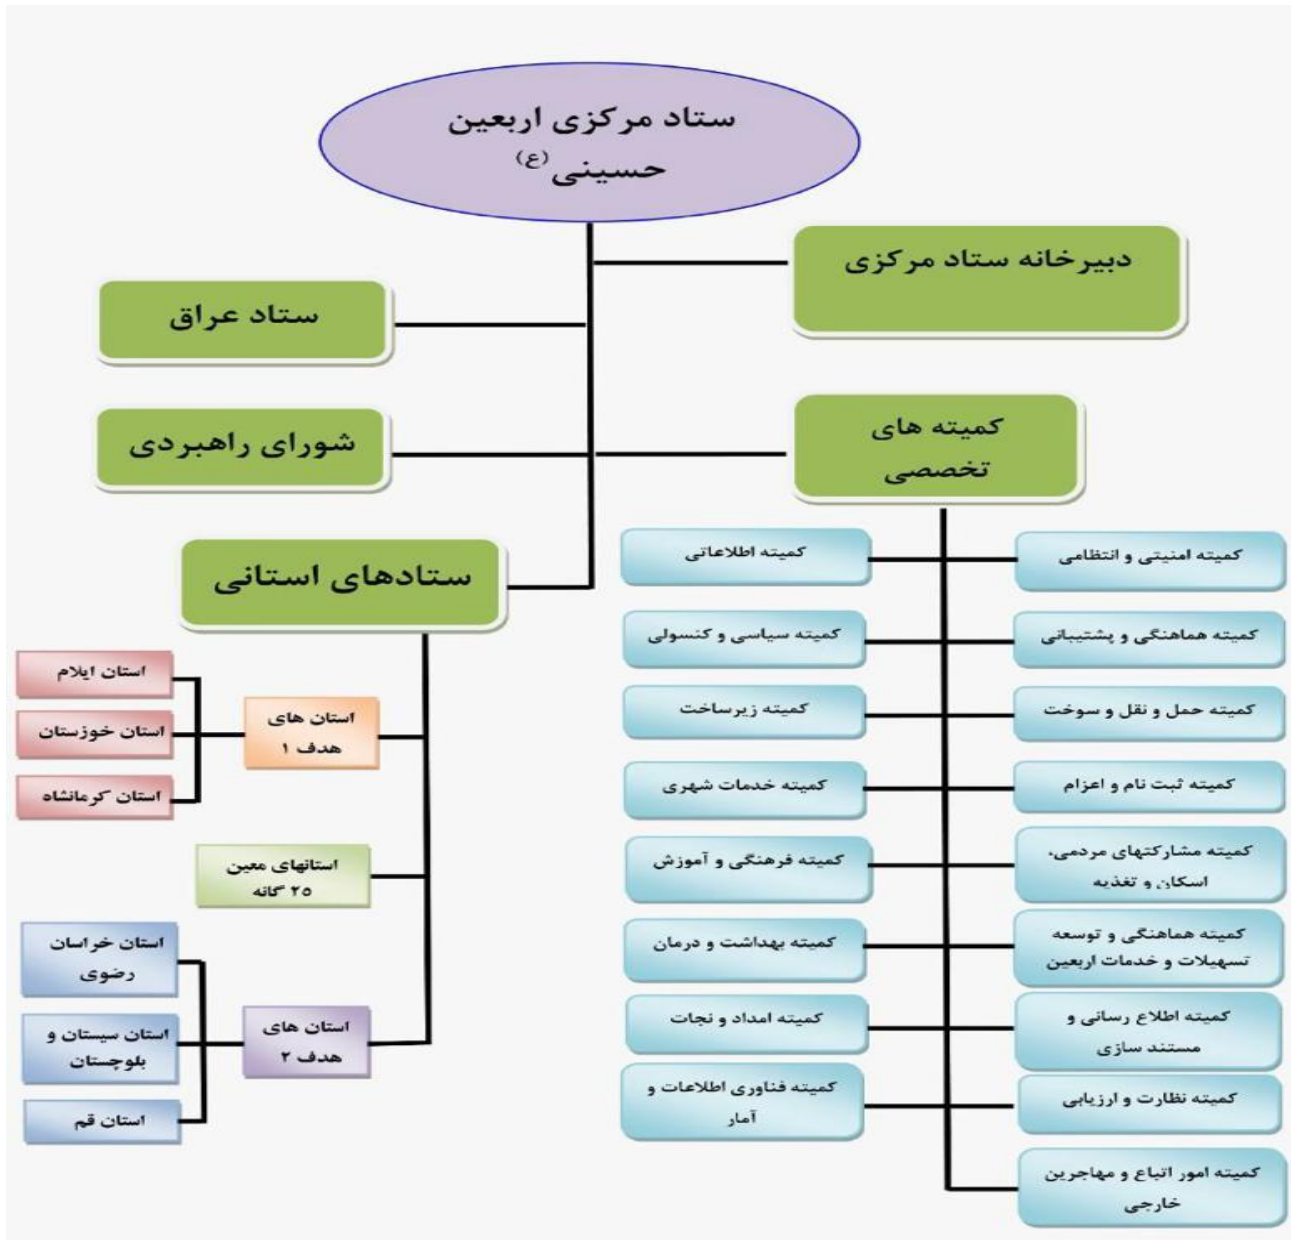 ستاد مرکزی اربعین
حسینی(ع)
دبیرخانه ستاد مرکزی
ستاد عراق
کمیته های
تخصصی
شورای راهبردی
ستادهای استانی
کمیته امنیتی و انتظامی
کمیته اطلاعاتی
کمیته هماهنگی و پشتیبانی
کمیته سیاسی و کنسولی
کمیته حمل و نقل و سوخت
کمیته زیرساخت
کمیته ثبت نام و اعزام
کمیته خدمات شهری
کمیته مشارکتهای مردمی،
اسکان و تغذیه
کمیته فرهنگی و آموزش
کمیته هماهنگی و توسعه
تسهیلات و خدمات اربعین
کمیته بهداشت و درمان
کمیته اطلاع رسانی و
مستند سازی
کمیته امداد و نجات
کمیته نظارت و ارزیابی
کمیته فناوری اطلاعات و
آمار
کمیته امور اتباع و مهاجرین
خارجی
استان های
هدف ۱
استان ایلام
استان خوزستان
استان کرمانشاه
استانهای معین
۲۵ گانه
استان های
هدف ۲
استان خراسان
رضوی
استان سیستان و
بلوچستان
استان قم